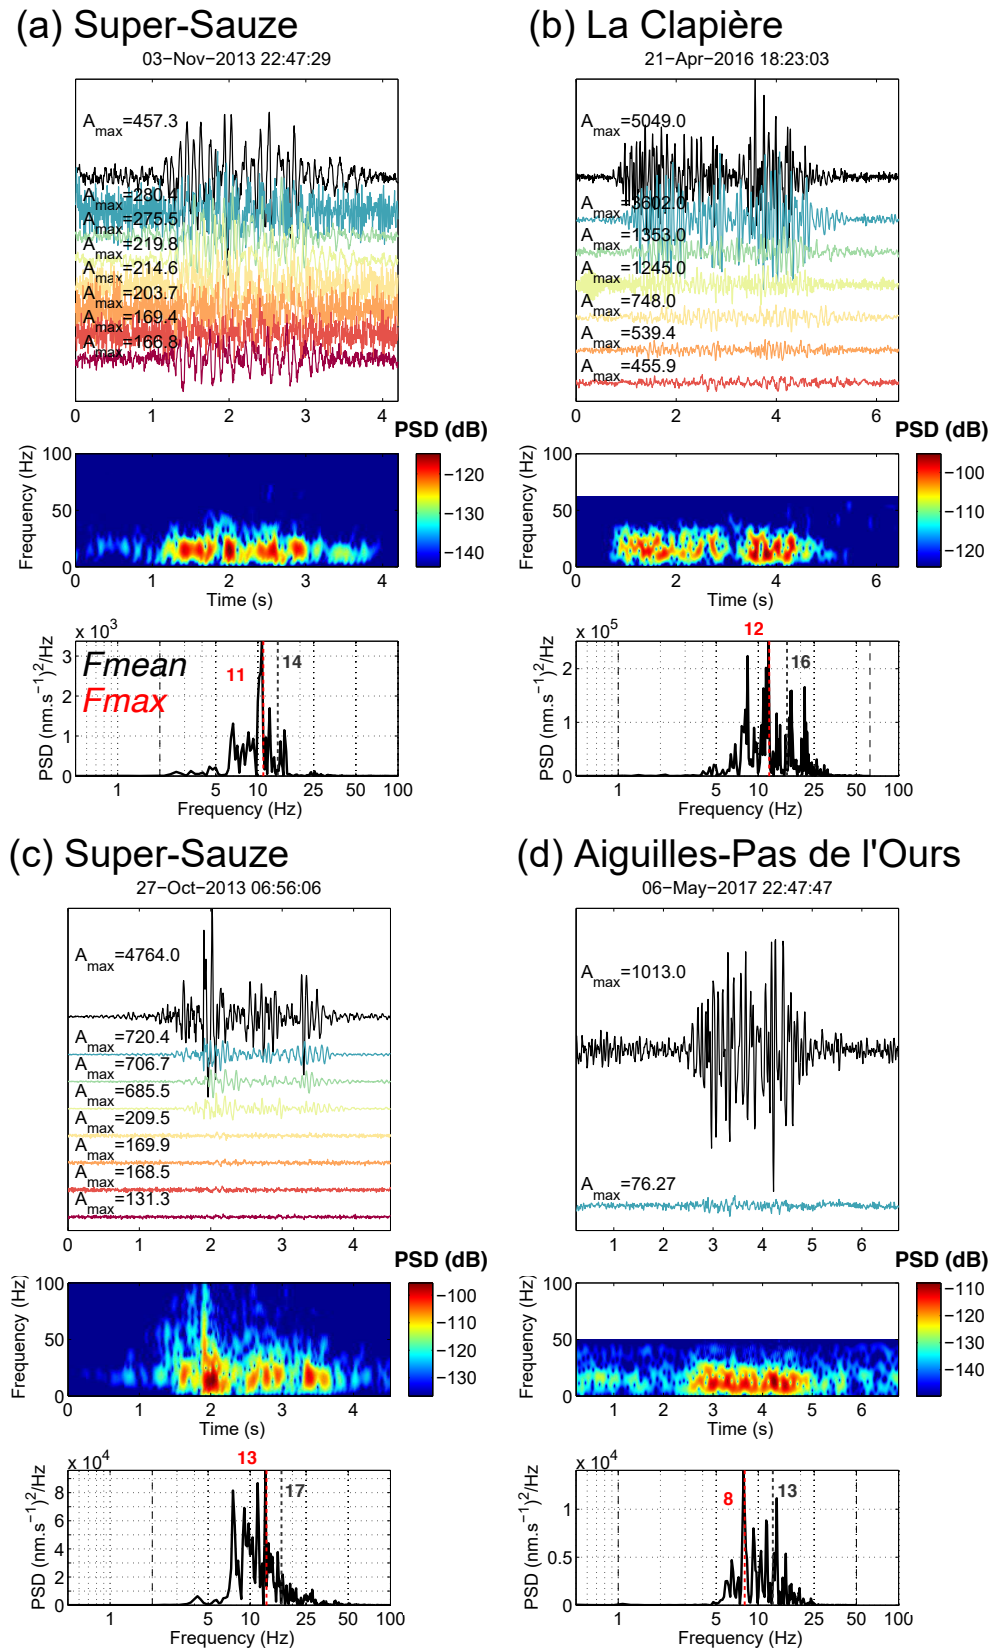 (a) Super-Sauze
03-Nov-2013 22:47:29
Amax=457.3
Amax=280.4
Amax=275.5
Amax=219.8
Amax=214.6
Amax=203.7
Amax=169.4
Amax=166.8
0 1 2 3 4
PSD (dB)
Frequency (Hz)
100
50
0
0 1 2 3 4
Time (s)
−120
−130
−140
x 10³
PSD (nm.s⁻¹)²/Hz
3
2
1
0
Fmean
Fmax
11
14
1 5 10 25 50 100
Frequency (Hz)
(b) La Clapière
21-Apr-2016 18:23:03
Amax=5049.0
Amax=3602.0
Amax=1353.0
Amax=1245.0
Amax=748.0
Amax=539.4
Amax=455.9
0 2 4 6
PSD (dB)
Frequency (Hz)
100
50
0
0 2 4 6
Time (s)
−100
−110
−120
x 10⁵
PSD (nm.s⁻¹)²/Hz
2
1
0
12
16
1 5 10 25 50 100
Frequency (Hz)
(c) Super-Sauze
27-Oct-2013 06:56:06
Amax=4764.0
Amax=720.4
Amax=706.7
Amax=685.5
Amax=209.5
Amax=169.9
Amax=168.5
Amax=131.3
0 1 2 3 4
PSD (dB)
Frequency (Hz)
100
50
0
0 1 2 3 4
Time (s)
−100
−110
−120
−130
x 10⁴
PSD (nm.s⁻¹)²/Hz
8
6
4
2
0
13
17
1 5 10 25 50 100
Frequency (Hz)
(d) Aiguilles-Pas de l'Ours
06-May-2017 22:47:47
Amax=1013.0
Amax=76.27
1 2 3 4 5 6
PSD (dB)
Frequency (Hz)
100
50
0
1 2 3 4 5 6
Time (s)
−110
−120
−130
−140
x 10⁴
PSD (nm.s⁻¹)²/Hz
1
0.5
0
8
13
1 5 10 25 50 100
Frequency (Hz)